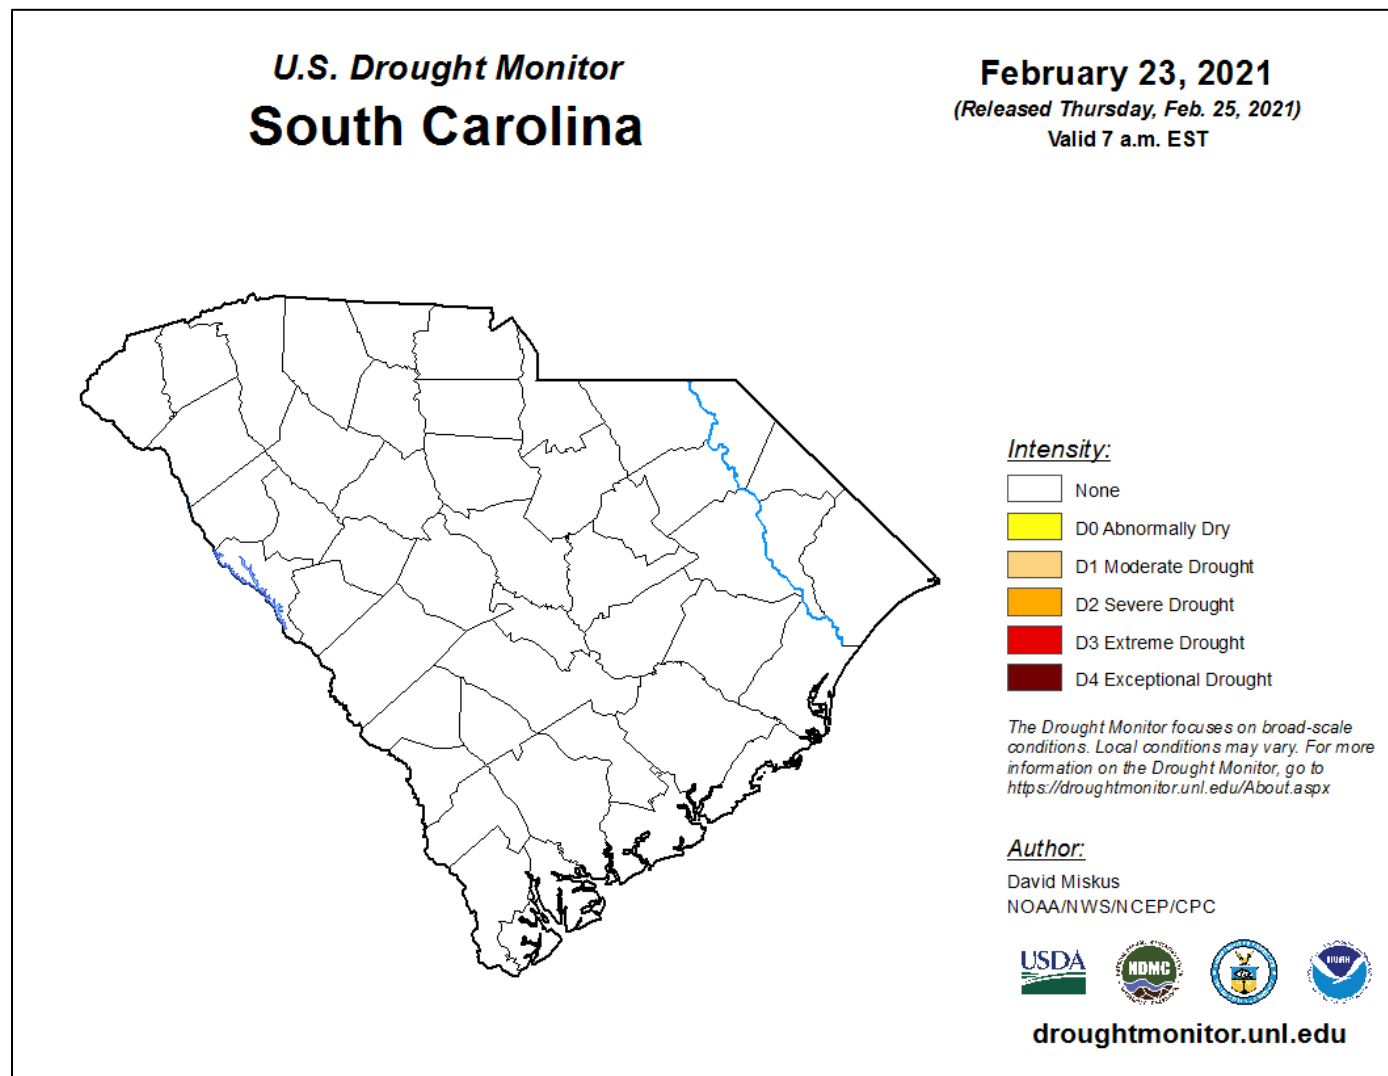 U.S. Drought Monitor
South Carolina
February 23, 2021
(Released Thursday, Feb. 25, 2021)
Valid 7 a.m. EST
Intensity:
None
D0 Abnormally Dry
D1 Moderate Drought
D2 Severe Drought
D3 Extreme Drought
D4 Exceptional Drought
The Drought Monitor focuses on broad-scale
conditions. Local conditions may vary. For more
information on the Drought Monitor, go to
https://droughtmonitor.unl.edu/About.aspx
Author:
David Miskus
NOAA/NWS/NCEP/CPC
USDA
NDMC
droughtmonitor.unl.edu